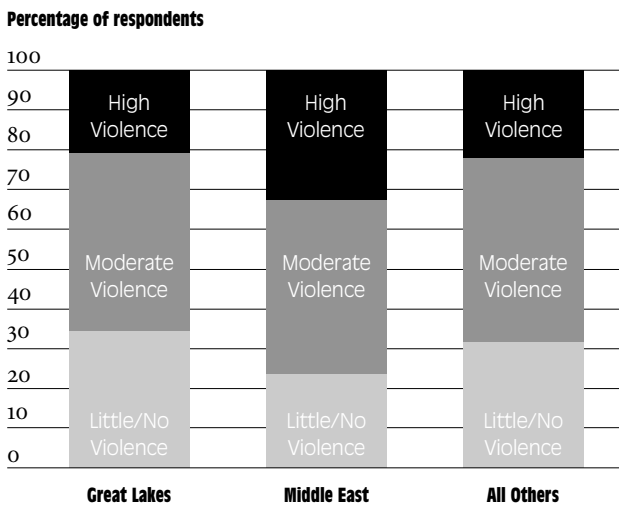 Percentage of respondents
100
90
80
70
60
50
40
30
20
10
0
High
Violence
Moderate
Violence
Little/No
Violence
High
Violence
Moderate
Violence
Little/No
Violence
High
Violence
Moderate
Violence
Little/No
Violence
Great Lakes
Middle East
All Others